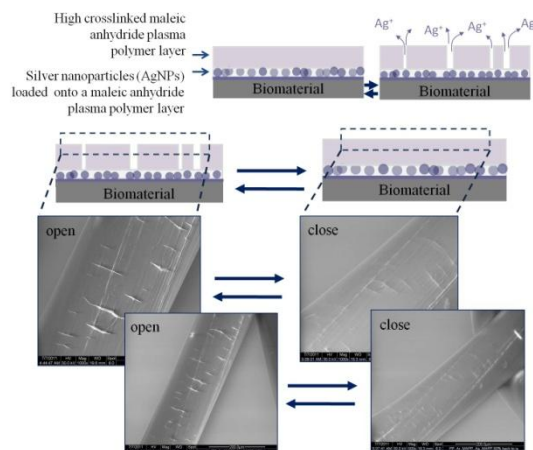 High crosslinked maleic
anhydride plasma
polymer layer
Silver nanoparticles (AgNPs)
loaded onto a maleic anhydride
plasma polymer layer
Ag⁺
Ag⁺
Ag⁺
Ag⁺
Biomaterial
Biomaterial
Biomaterial
Biomaterial
open
close
open
close